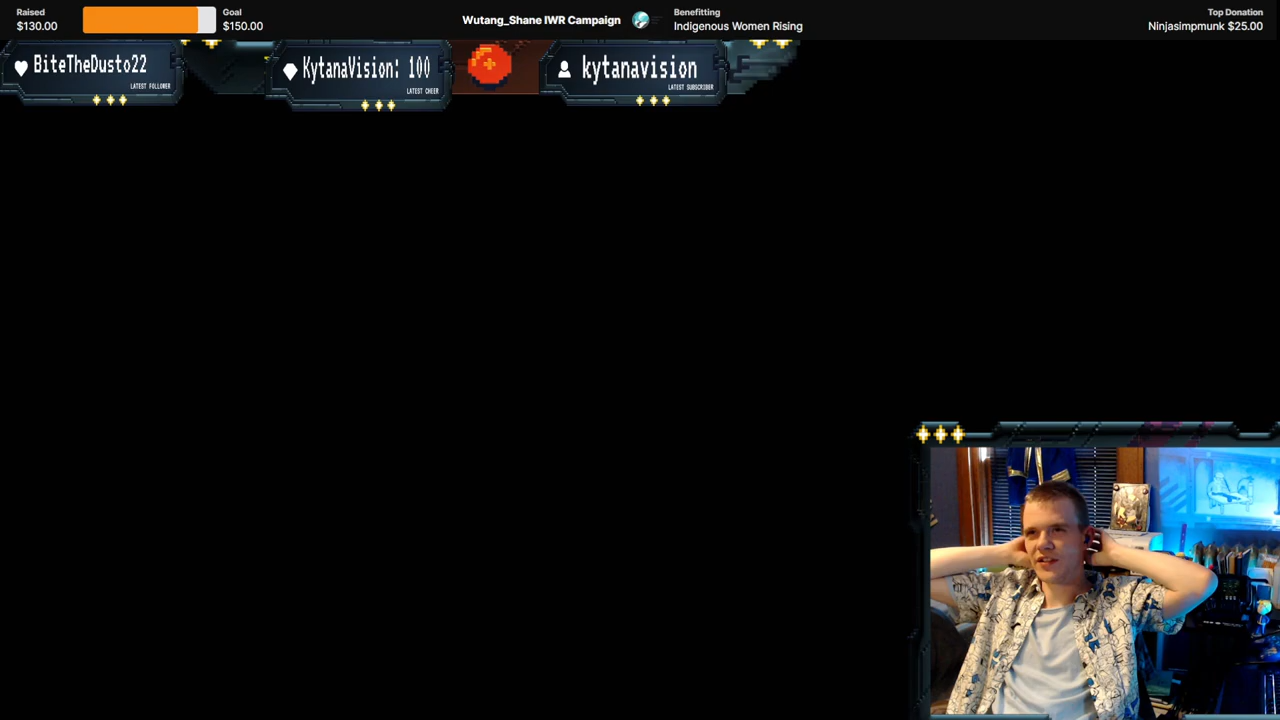 Raised
$130.00
Goal
$150.00
Wutang_Shane IWR Campaign
Benefitting
Indigenous Women Rising
Top Donation
Ninjasimpmunk $25.00
BiteTheDusto22
LATEST FOLLOWER
KytanaVision: 100
LATEST CHEER
kytanavision
LATEST SUBSCRIBER